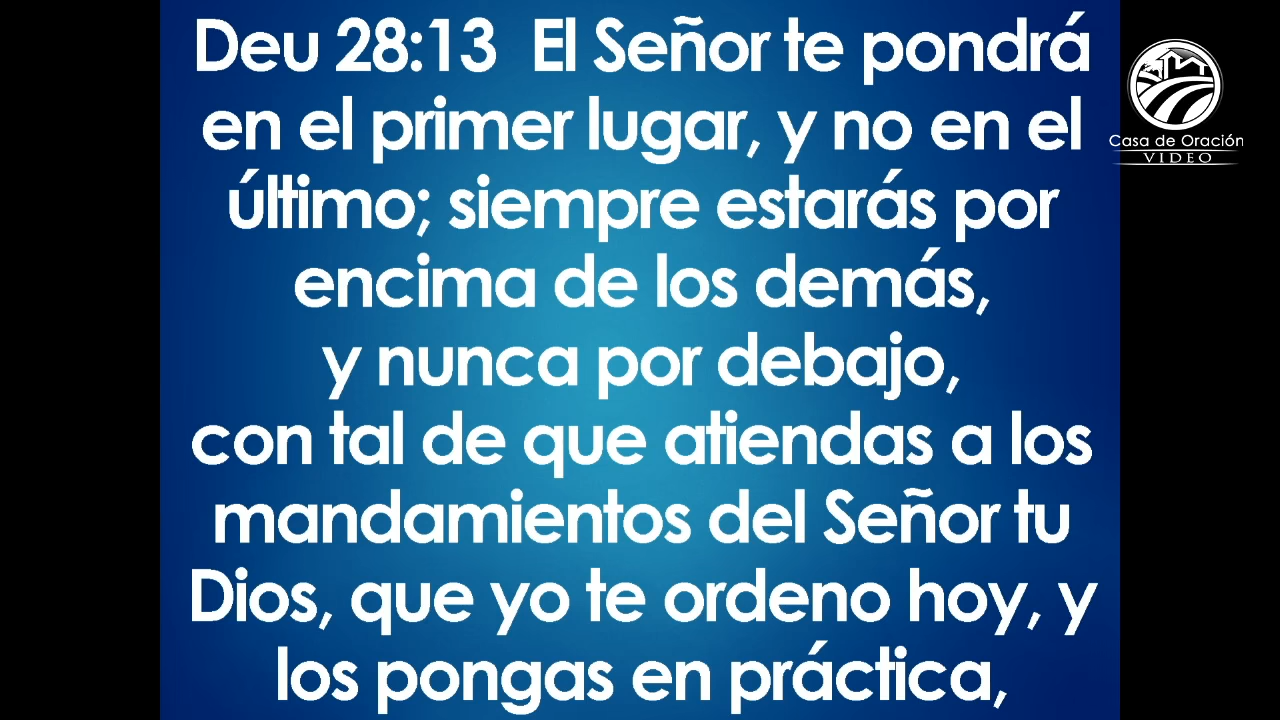 Deu 28:13  El Señor te pondrá
en el primer lugar, y no en el
último; siempre estarás por
encima de los demás,
y nunca por debajo,
con tal de que atiendas a los
mandamientos del Señor tu
Dios, que yo te ordeno hoy, y
los pongas en práctica,
Casa de Oración
VIDEO